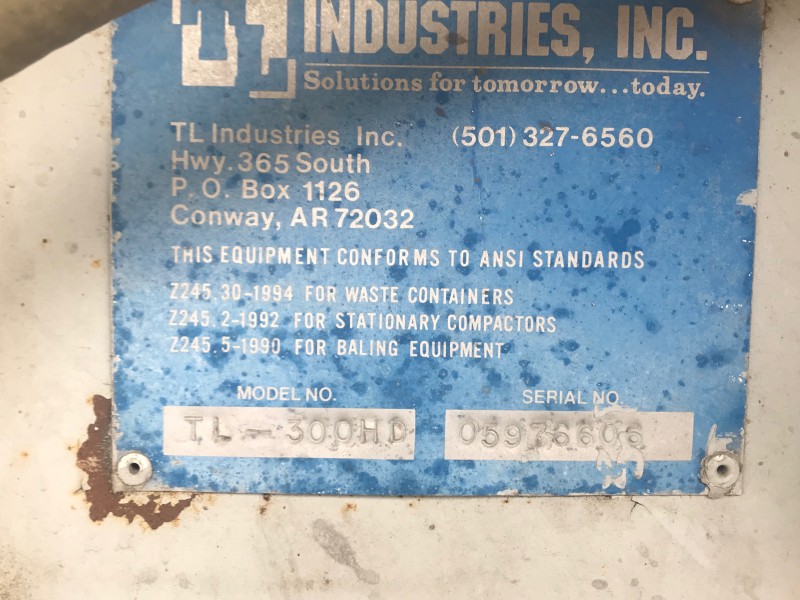 TL INDUSTRIES, INC.
Solutions for tomorrow...today.
TL Industries Inc. (501) 327-6560
Hwy. 365 South
P. O. Box 1126
Conway, AR 72032
THIS EQUIPMENT CONFORMS TO ANSI STANDARDS
Z245.30-1994 FOR WASTE CONTAINERS
Z245.2-1992 FOR STATIONARY COMPACTORS
Z245.5-1990 FOR BALING EQUIPMENT
MODEL NO. SERIAL NO.
TL-300HD 05976606